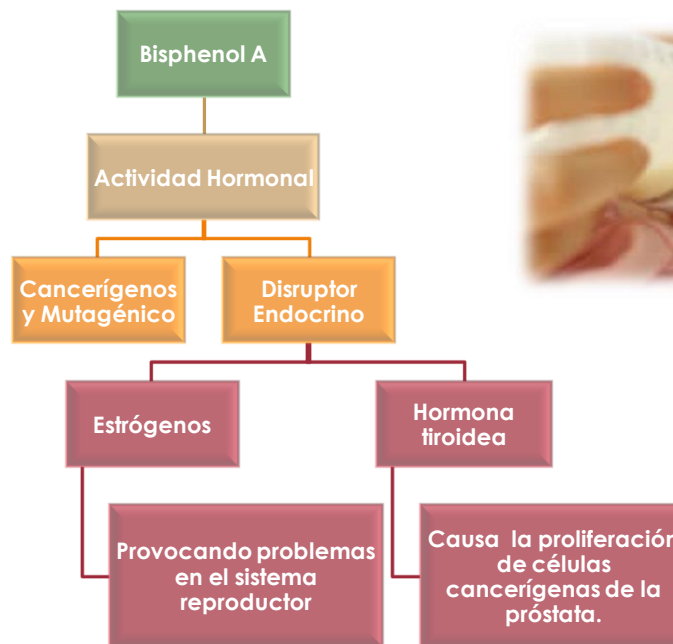 Bisphenol A
Actividad Hormonal
Cancerígenos
y Mutagénico
Disruptor
Endocrino
Estrógenos
Hormona
tiroidea
Provocando problemas
en el sistema
reproductor
Causa la proliferación
de células
cancerígenas de la
próstata.